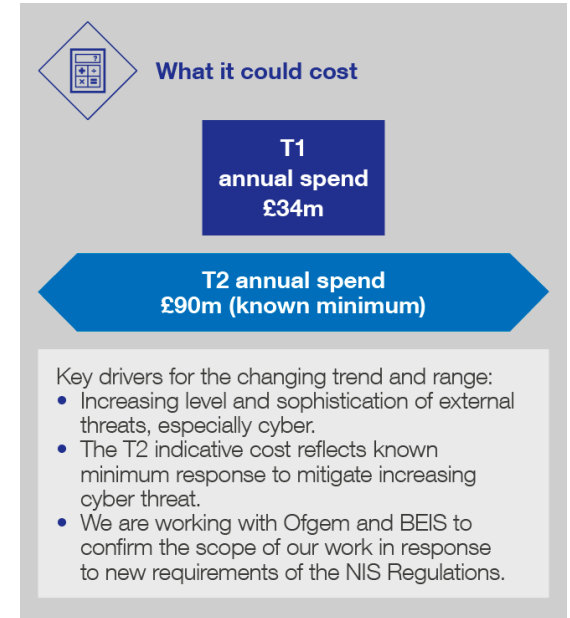 What it could cost
T1
annual spend
£34m
T2 annual spend
£90m (known minimum)
Key drivers for the changing trend and range:
• Increasing level and sophistication of external
threats, especially cyber.
• The T2 indicative cost reflects known
minimum response to mitigate increasing
cyber threat.
• We are working with Ofgem and BEIS to
confirm the scope of our work in response
to new requirements of the NIS Regulations.